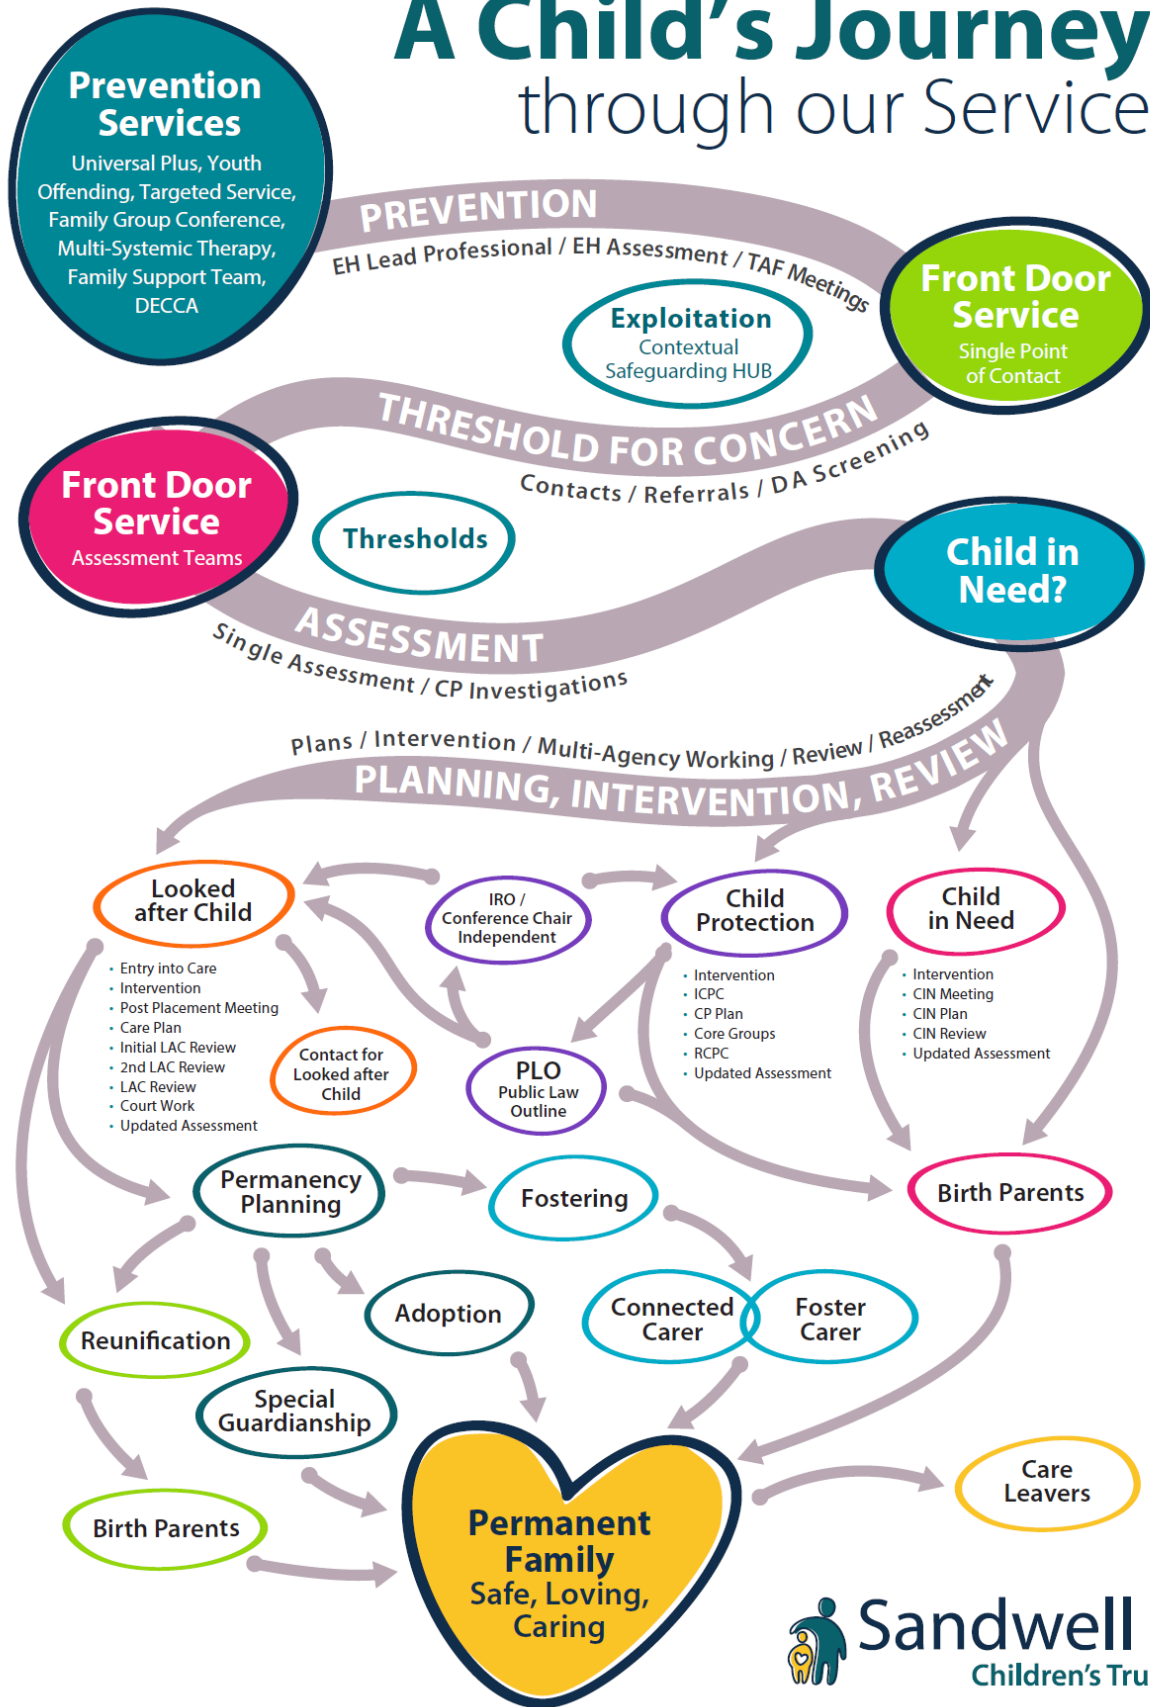 A Child's Journey
through our Service
Prevention
Services
Universal Plus, Youth
Offending, Targeted Service,
Family Group Conference,
Multi-Systemic Therapy,
Family Support Team,
DECCA
PREVENTION
EH Lead Professional / EH Assessment / TAF Meetings
Front Door
Service
Single Point
of Contact
Exploitation
Contextual
Safeguarding HUB
THRESHOLD FOR CONCERN
Contacts / Referrals / DA Screening
Front Door
Service
Assessment Teams
Thresholds
Child in
Need?
ASSESSMENT
Single Assessment / CP Investigations
Plans / Intervention / Multi-Agency Working / Review / Reassessment
PLANNING, INTERVENTION, REVIEW
Looked
after Child
• Entry into Care
• Intervention
• Post Placement Meeting
• Care Plan
• Initial LAC Review
• 2nd LAC Review
• LAC Review
• Court Work
• Updated Assessment
IRO /
Conference Chair
Independent
Child
Protection
• Intervention
• ICPC
• CP Plan
• Core Groups
• RCPC
• Updated Assessment
Child
in Need
• Intervention
• CIN Meeting
• CIN Plan
• CIN Review
• Updated Assessment
Contact for
Looked after
Child
PLO
Public Law
Outline
Permanency
Planning
Fostering
Birth Parents
Reunification
Adoption
Connected
Carer
Foster
Carer
Special
Guardianship
Birth Parents
Permanent
Family
Safe, Loving,
Caring
Care
Leavers
Sandwell
Children's Tru